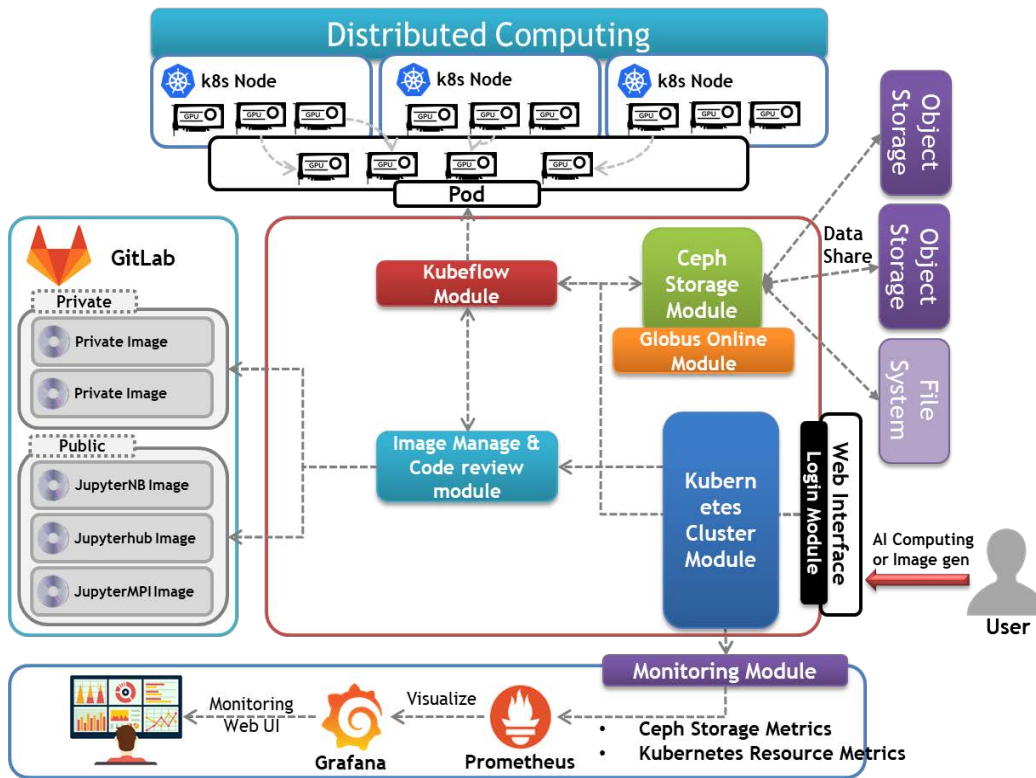 Distributed Computing
k8s Node
k8s Node
k8s Node
GPU
GPU
GPU
GPU
GPU
GPU
GPU
GPU
GPU
GPU
GPU
GPU
GPU
Pod
Object
Storage
Object
Storage
File
System
Data
Share
GitLab
Private
Private Image
Private Image
Public
JupyterNB Image
Jupyterhub Image
JupyterMPI Image
Kubeflow
Module
Ceph
Storage
Module
Globus Online
Module
Image Manage &
Code review
module
Kubern
etes
Cluster
Module
Login Module
Web Interface
AI Computing
or Image gen
User
Monitoring Module
Monitoring
Web UI
Grafana
Visualize
Prometheus
• Ceph Storage Metrics
• Kubernetes Resource Metrics